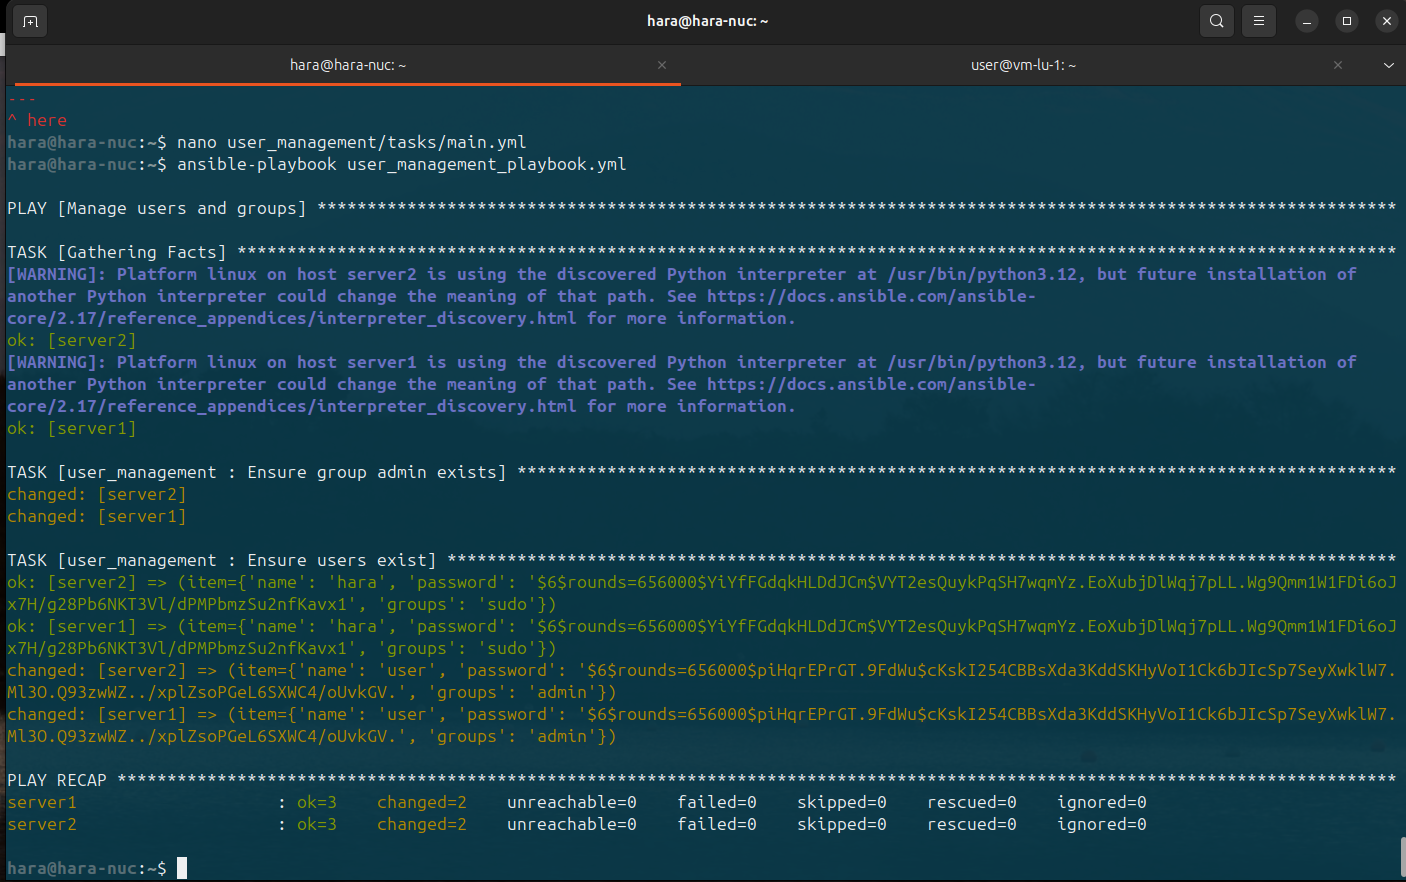 hara@hara-nuc: ~
hara@hara-nuc: ~
user@vm-lu-1: ~
---
^ here
hara@hara-nuc:~$ nano user_management/tasks/main.yml
hara@hara-nuc:~$ ansible-playbook user_management_playbook.yml
PLAY [Manage users and groups] ************************************************************************************************************
TASK [Gathering Facts] ********************************************************************************************************************
[WARNING]: Platform linux on host server2 is using the discovered Python interpreter at /usr/bin/python3.12, but future installation of
another Python interpreter could change the meaning of that path. See https://docs.ansible.com/ansible-
core/2.17/reference_appendices/interpreter_discovery.html for more information.
ok: [server2]
[WARNING]: Platform linux on host server1 is using the discovered Python interpreter at /usr/bin/python3.12, but future installation of
another Python interpreter could change the meaning of that path. See https://docs.ansible.com/ansible-
core/2.17/reference_appendices/interpreter_discovery.html for more information.
ok: [server1]
TASK [user_management : Ensure group admin exists] ****************************************************************************************
changed: [server2]
changed: [server1]
TASK [user_management : Ensure users exist] ***********************************************************************************************
ok: [server2] => (item={'name': 'hara', 'password': '$6$rounds=656000$YiYfFGdqkHLDdJCm$VYT2esQuykPqSH7wqmYz.EoXubjDlWqj7pLL.Wg9Qmm1W1FDi6oJ
x7H/g28Pb6NKT3Vl/dPMPbmzSu2nfKavx1', 'groups': 'sudo'})
ok: [server1] => (item={'name': 'hara', 'password': '$6$rounds=656000$YiYfFGdqkHLDdJCm$VYT2esQuykPqSH7wqmYz.EoXubjDlWqj7pLL.Wg9Qmm1W1FDi6oJ
x7H/g28Pb6NKT3Vl/dPMPbmzSu2nfKavx1', 'groups': 'sudo'})
changed: [server2] => (item={'name': 'user', 'password': '$6$rounds=656000$piHqrEPrGT.9FdWu$cKskI254CBBsXda3KddSKHyVoI1Ck6bJIcSp7SeyXwklW7.
Ml3O.Q93zwWZ../xplZsoPGeL6SXWC4/oUvkGV.', 'groups': 'admin'})
changed: [server1] => (item={'name': 'user', 'password': '$6$rounds=656000$piHqrEPrGT.9FdWu$cKskI254CBBsXda3KddSKHyVoI1Ck6bJIcSp7SeyXwklW7.
Ml3O.Q93zwWZ../xplZsoPGeL6SXWC4/oUvkGV.', 'groups': 'admin'})
PLAY RECAP ********************************************************************************************************************************
server1                    : ok=3    changed=2    unreachable=0    failed=0    skipped=0    rescued=0    ignored=0
server2                    : ok=3    changed=2    unreachable=0    failed=0    skipped=0    rescued=0    ignored=0
hara@hara-nuc:~$